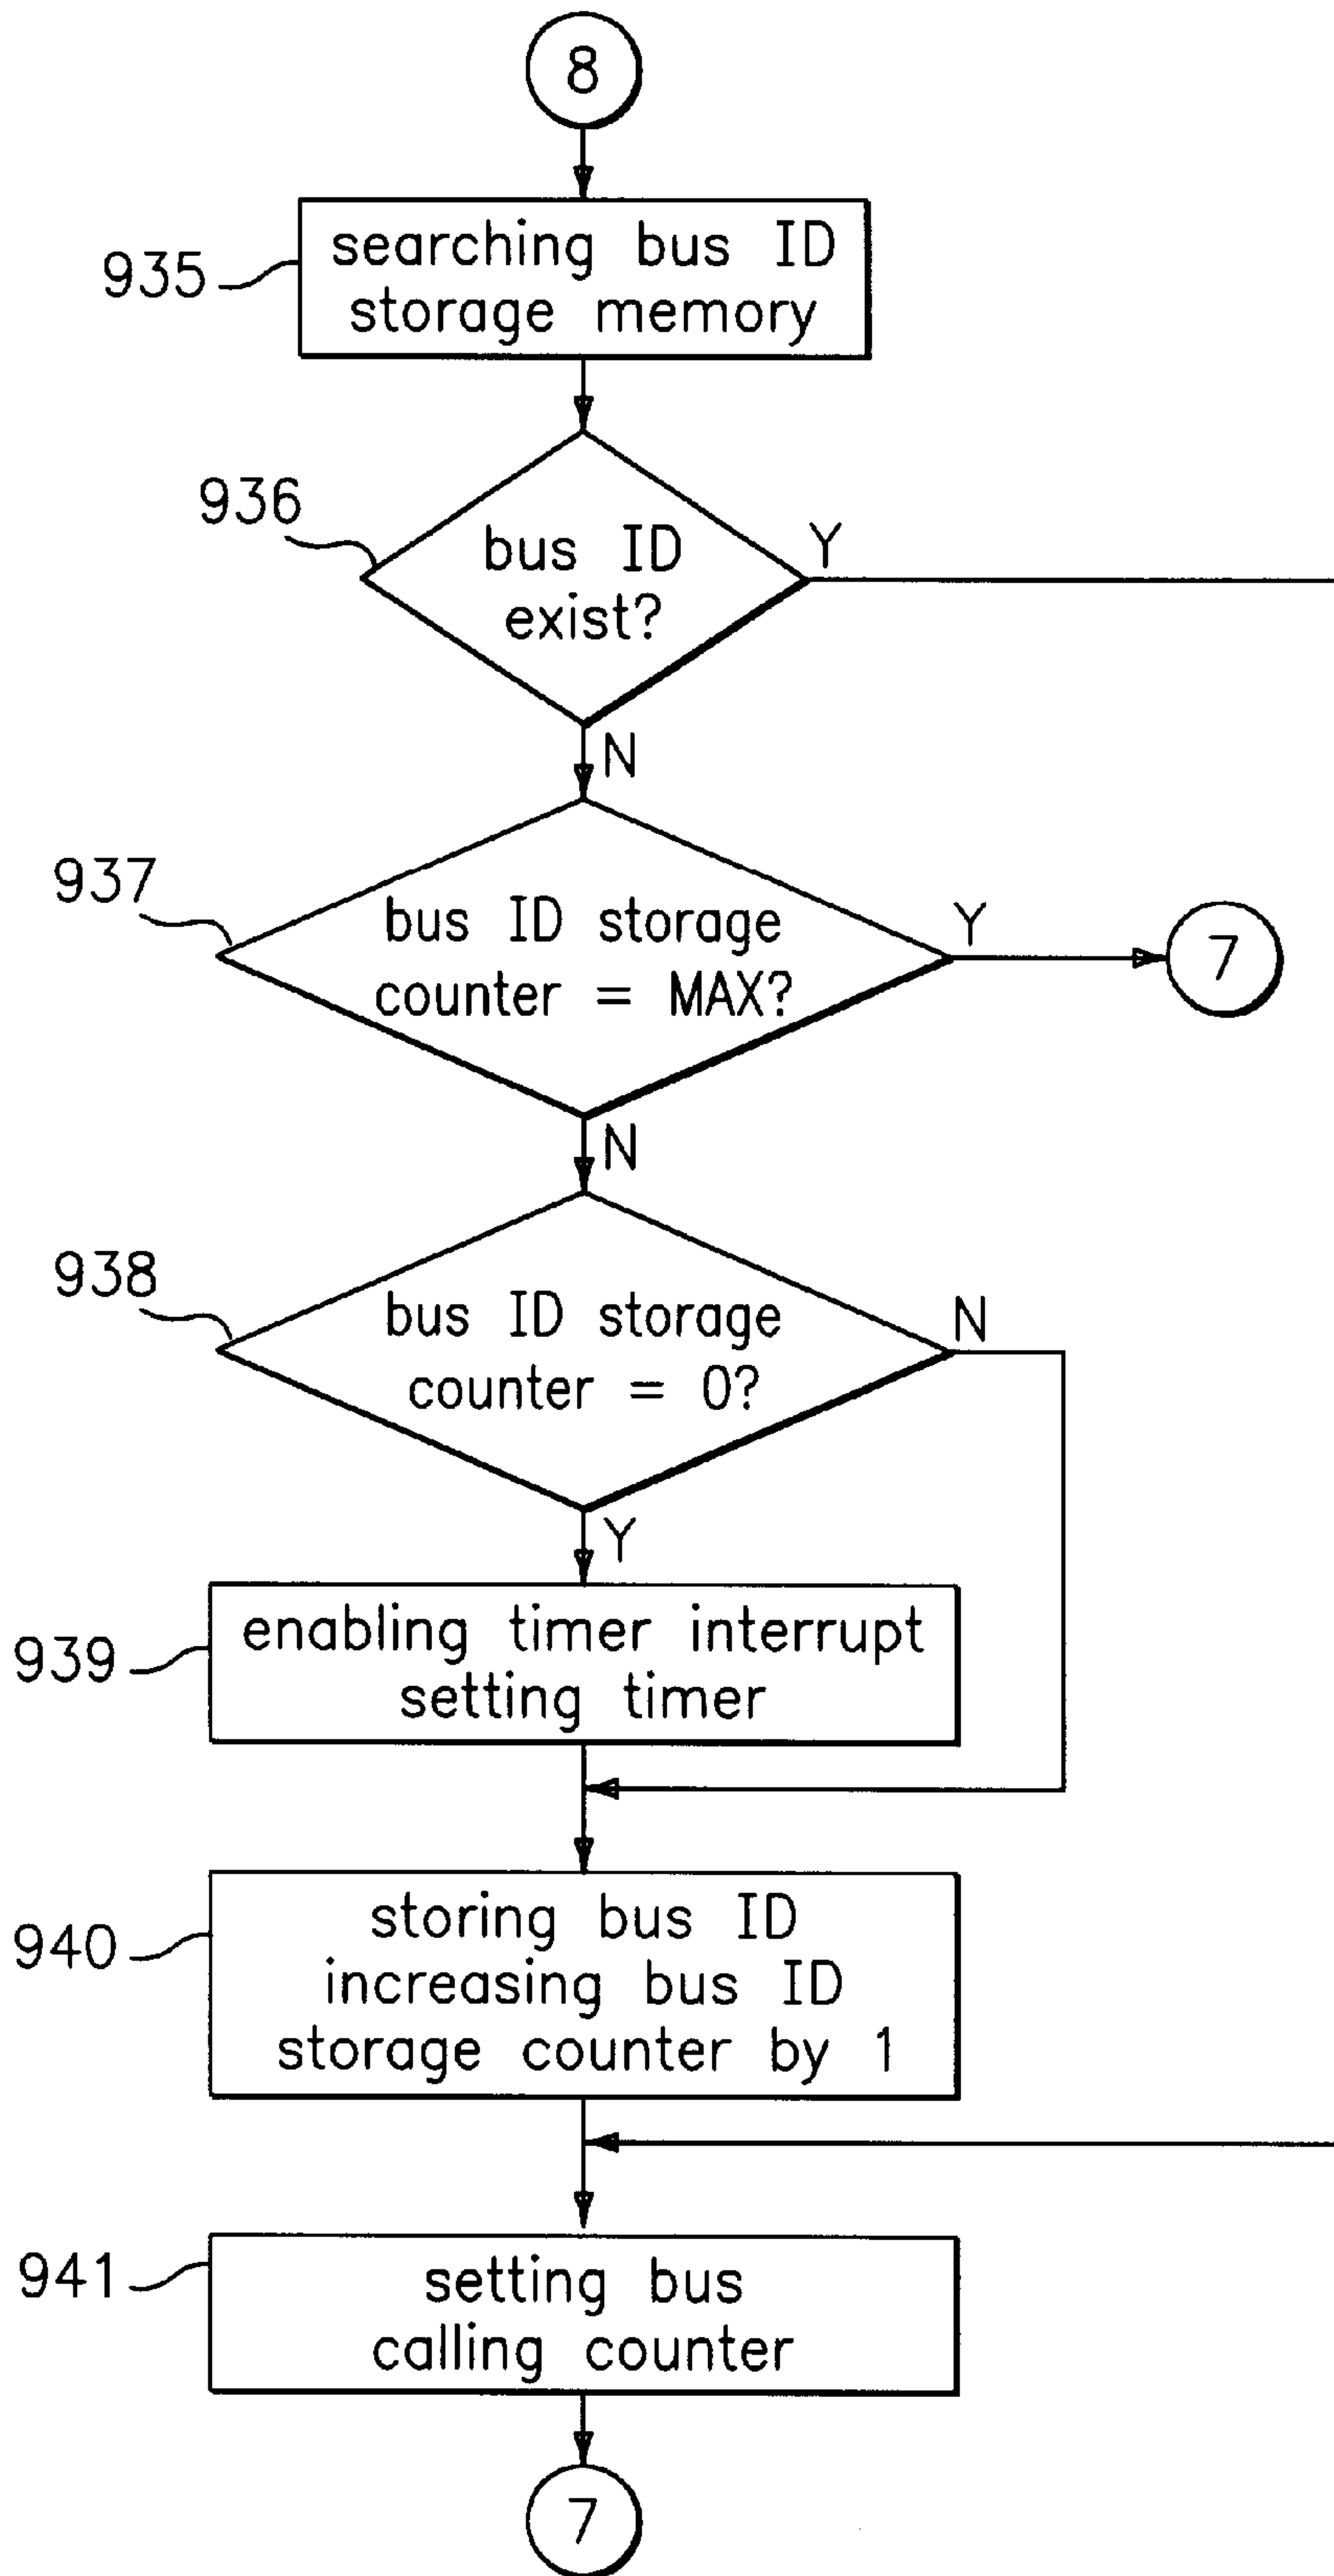 8
935
searching bus ID
storage memory
936
bus ID
exist?
Y
N
937
bus ID storage
counter = MAX?
Y
7
N
938
bus ID storage
counter = 0?
N
Y
939
enabling timer interrupt
setting timer
940
storing bus ID
increasing bus ID
storage counter by 1
941
setting bus
calling counter
7